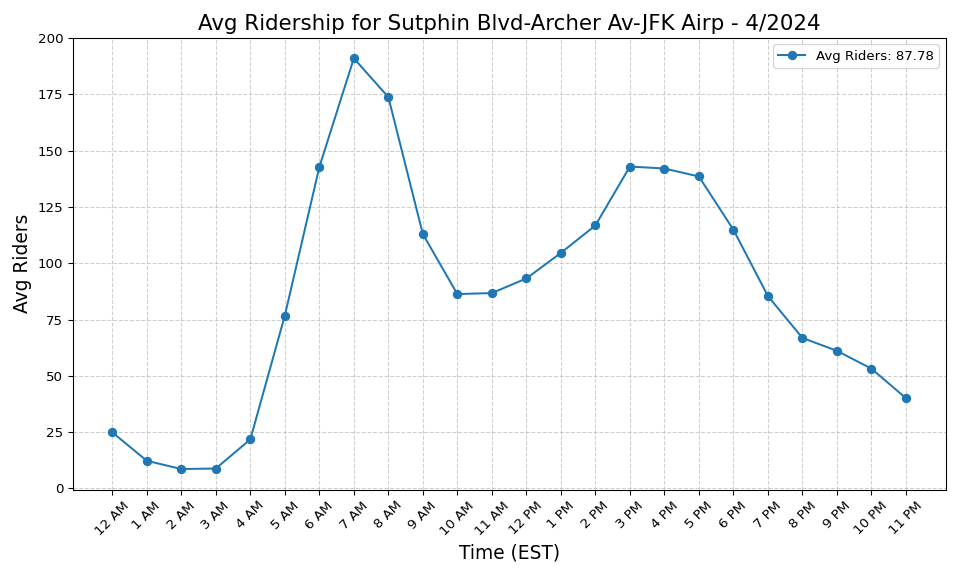 Avg Ridership for Sutphin Blvd-Archer Av-JFK Airp - 4/2024
Avg Riders: 87.78
Avg Riders
200
175
150
125
100
75
50
25
0
12 AM
1 AM
2 AM
3 AM
4 AM
5 AM
6 AM
7 AM
8 AM
9 AM
10 AM
11 AM
12 PM
1 PM
2 PM
3 PM
4 PM
5 PM
6 PM
7 PM
8 PM
9 PM
10 PM
11 PM
Time (EST)